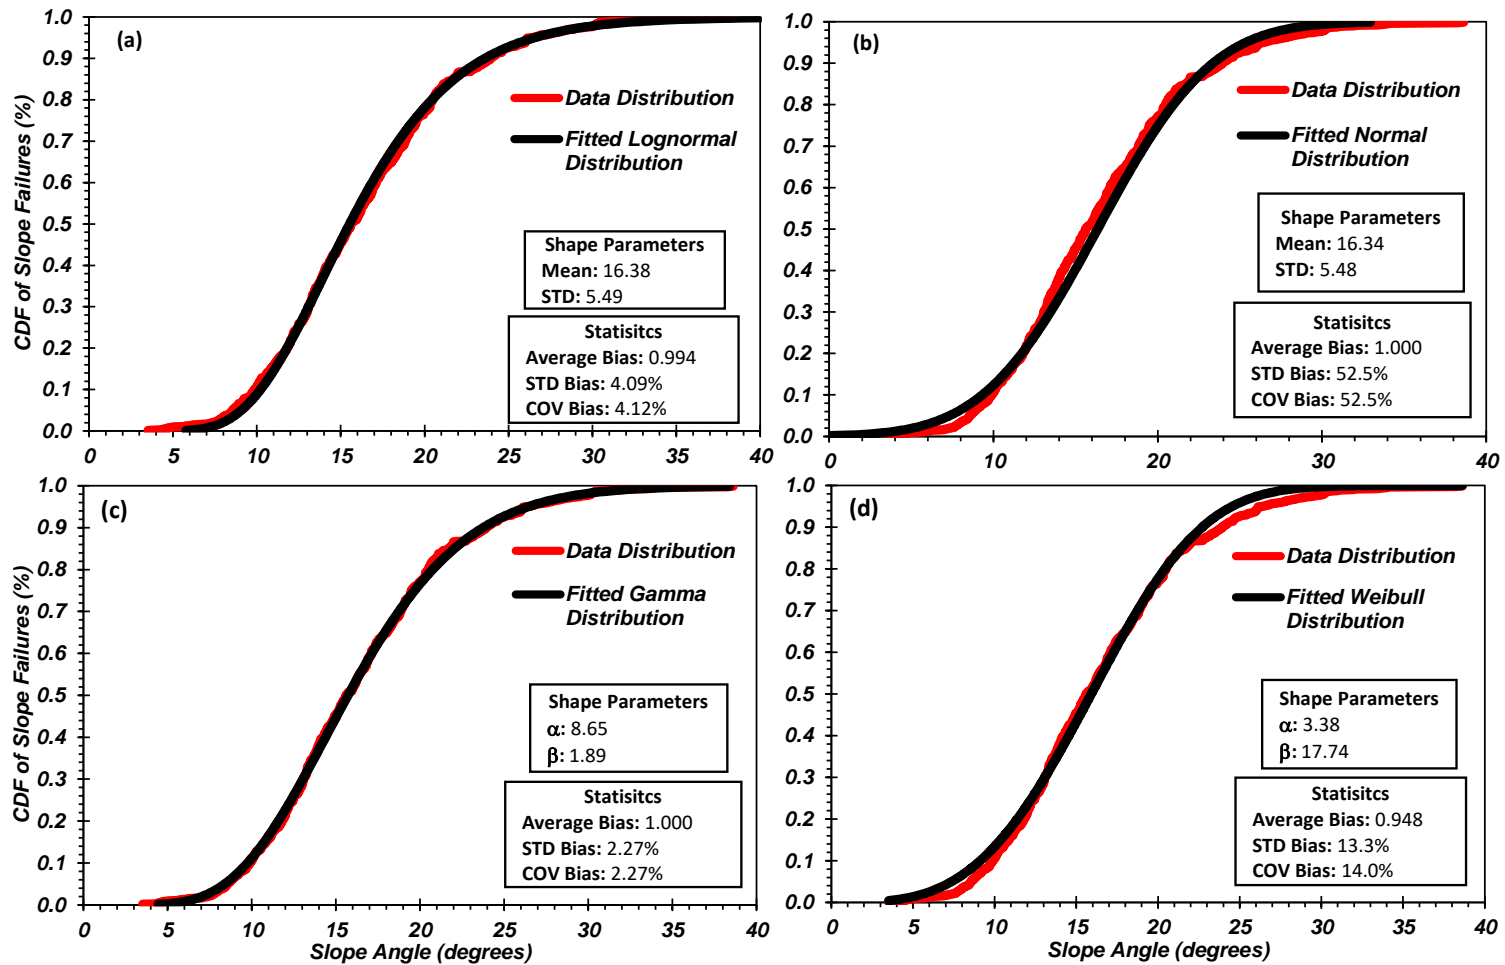 (a)
CDF of Slope Failures (%)
1.0
0.9
0.8
0.7
0.6
0.5
0.4
0.3
0.2
0.1
0.0
Data Distribution
Fitted Lognormal
Distribution
Shape Parameters
Mean: 16.38
STD: 5.49
Statisitcs
Average Bias: 0.994
STD Bias: 4.09%
COV Bias: 4.12%
0 5 10 15 20 25 30 35 40
(b)
1.0
0.9
0.8
0.7
0.6
0.5
0.4
0.3
0.2
0.1
0.0
Data Distribution
Fitted Normal
Distribution
Shape Parameters
Mean: 16.34
STD: 5.48
Statisitcs
Average Bias: 1.000
STD Bias: 52.5%
COV Bias: 52.5%
0 10 20 30 40
(c)
CDF of Slope Failures (%)
1.0
0.9
0.8
0.7
0.6
0.5
0.4
0.3
0.2
0.1
0.0
Data Distribution
Fitted Gamma
Distribution
Shape Parameters
α: 8.65
β: 1.89
Statisitcs
Average Bias: 1.000
STD Bias: 2.27%
COV Bias: 2.27%
0 5 10 15 20 25 30 35 40
Slope Angle (degrees)
(d)
1.0
0.9
0.8
0.7
0.6
0.5
0.4
0.3
0.2
0.1
0.0
Data Distribution
Fitted Weibull
Distribution
Shape Parameters
α: 3.38
β: 17.74
Statisitcs
Average Bias: 0.948
STD Bias: 13.3%
COV Bias: 14.0%
0 5 10 15 20 25 30 35 40
Slope Angle (degrees)